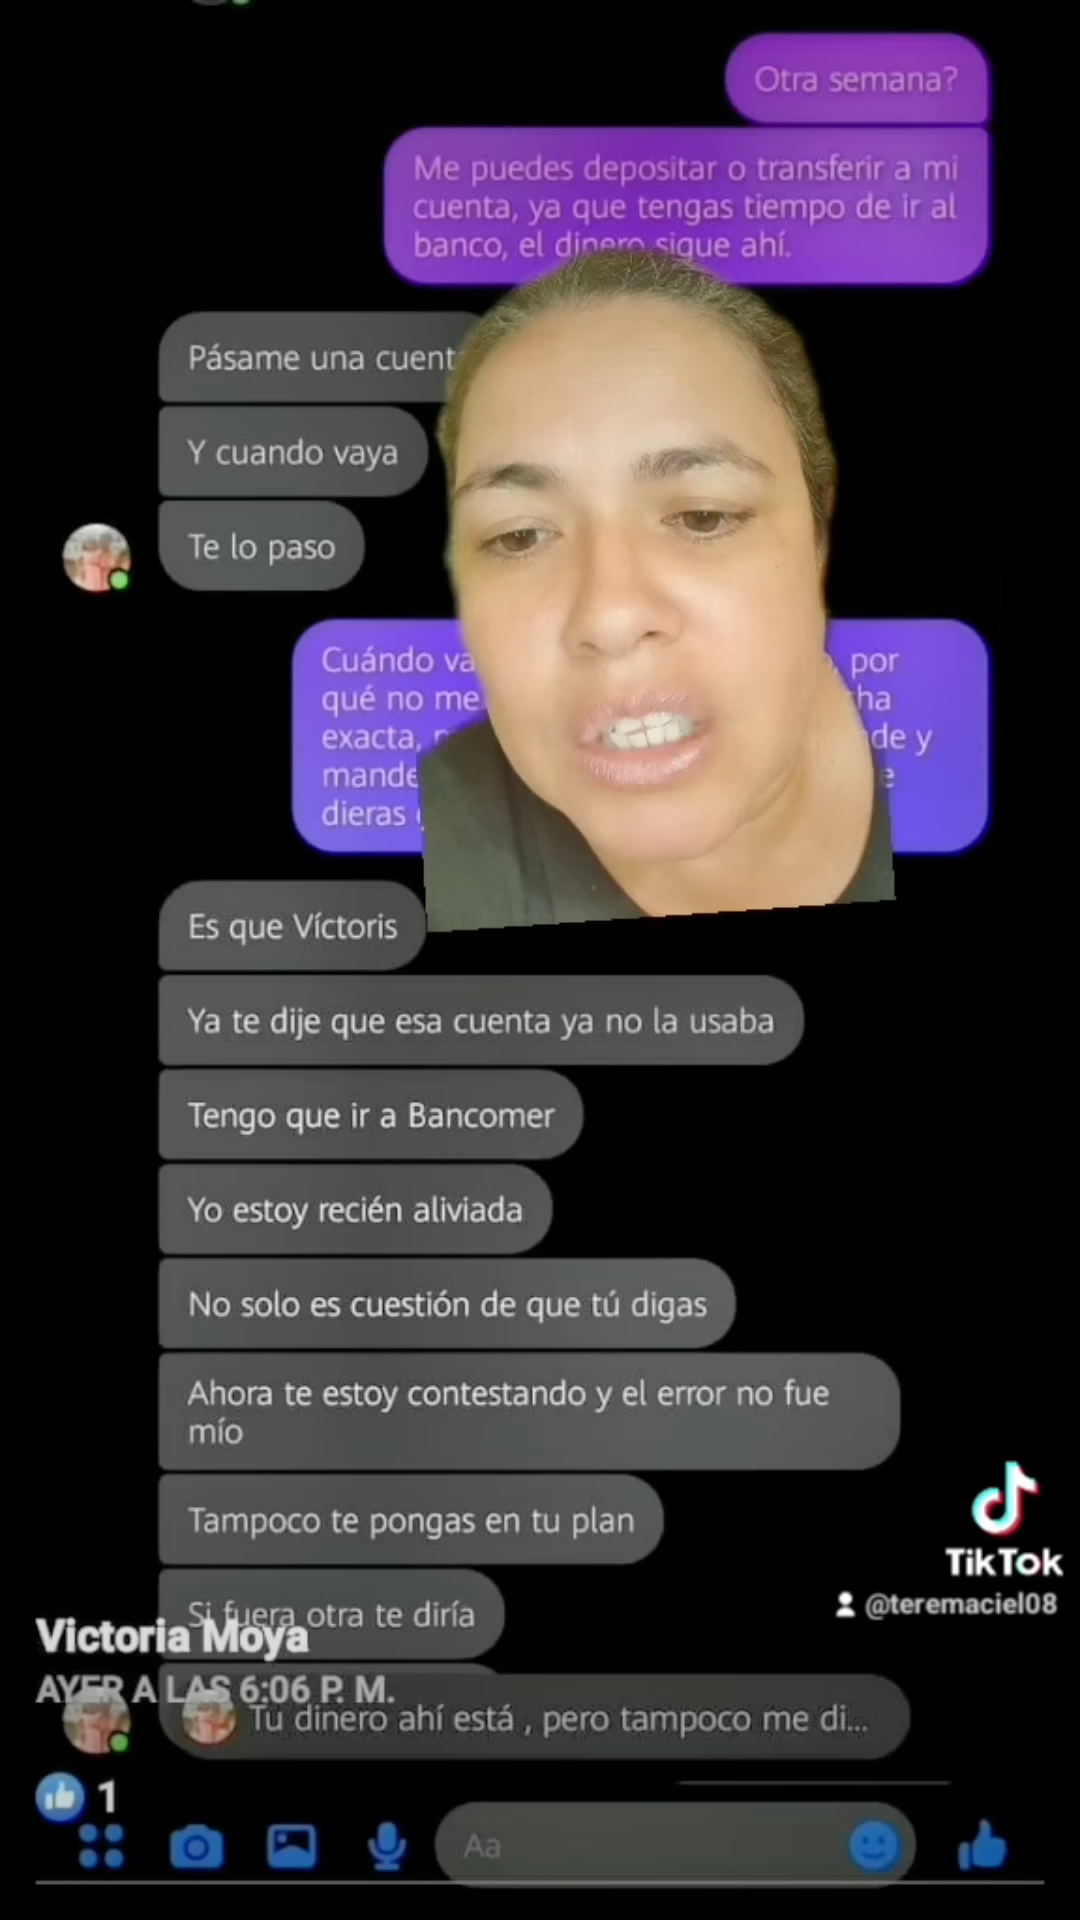 Otra semana?
Me puedes depositar o transferir a mi
cuenta, ya que tengas tiempo de ir al
banco, el dinero sigue ahí.
Pásame una
Y cuando vaya
Te lo paso
Cuándo
por
qué no me
exacta,
y
dieras
Es que Víctoris
Ya te dije que esa cuenta ya no la usaba
Tengo que ir a Bancomer
Yo estoy recién aliviada
No solo es cuestión de que tú digas
Ahora te estoy contestando y el error no fue
mío
Tampoco te pongas en tu plan
Si fuera otra te diría
TikTok
@teremaciel08
Victoria Moya
AYER A LAS 6:06 P. M.
Tu dinero ahí está , pero tampoco me di...
1
Aa